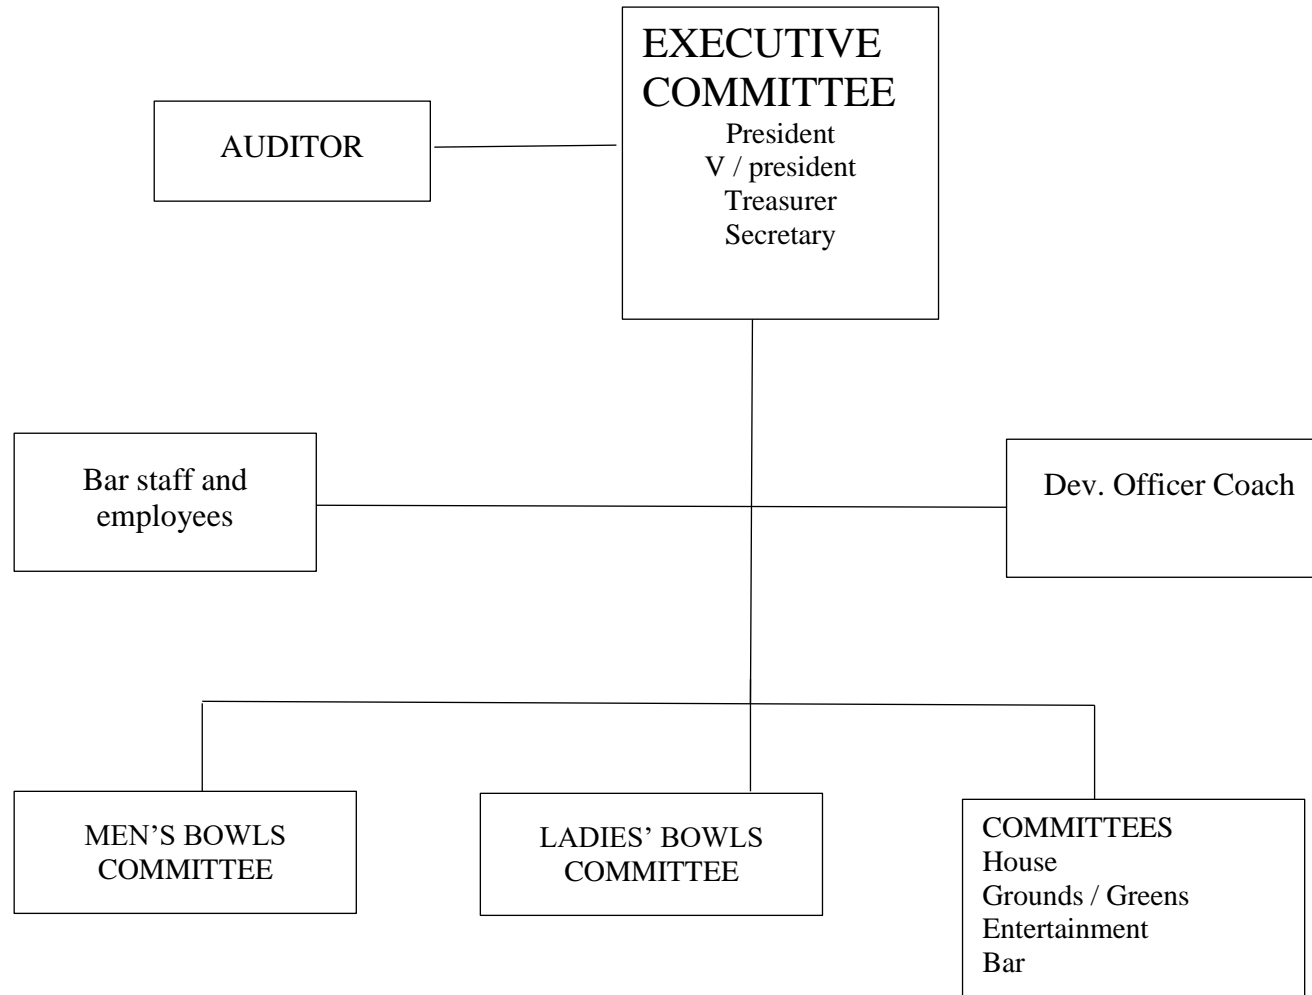 EXECUTIVE
COMMITTEE
President
V / president
Treasurer
Secretary
AUDITOR
Bar staff and
employees
Dev. Officer Coach
MEN’S BOWLS
COMMITTEE
LADIES’ BOWLS
COMMITTEE
COMMITTEES
House
Grounds / Greens
Entertainment
Bar